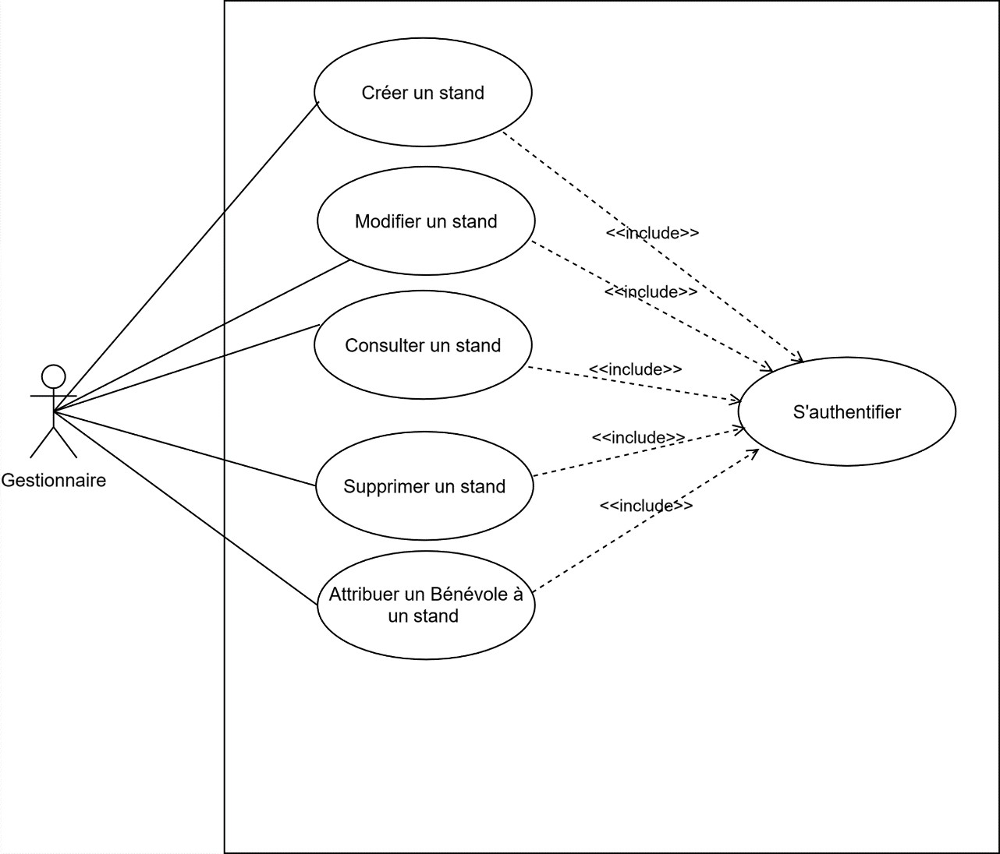 Créer un stand
Modifier un stand
<<include>>
<<include>>
Consulter un stand
<<include>>
S'authentifier
<<include>>
Gestionnaire
Supprimer un stand
<<include>>
Attribuer un Bénévole à
un stand